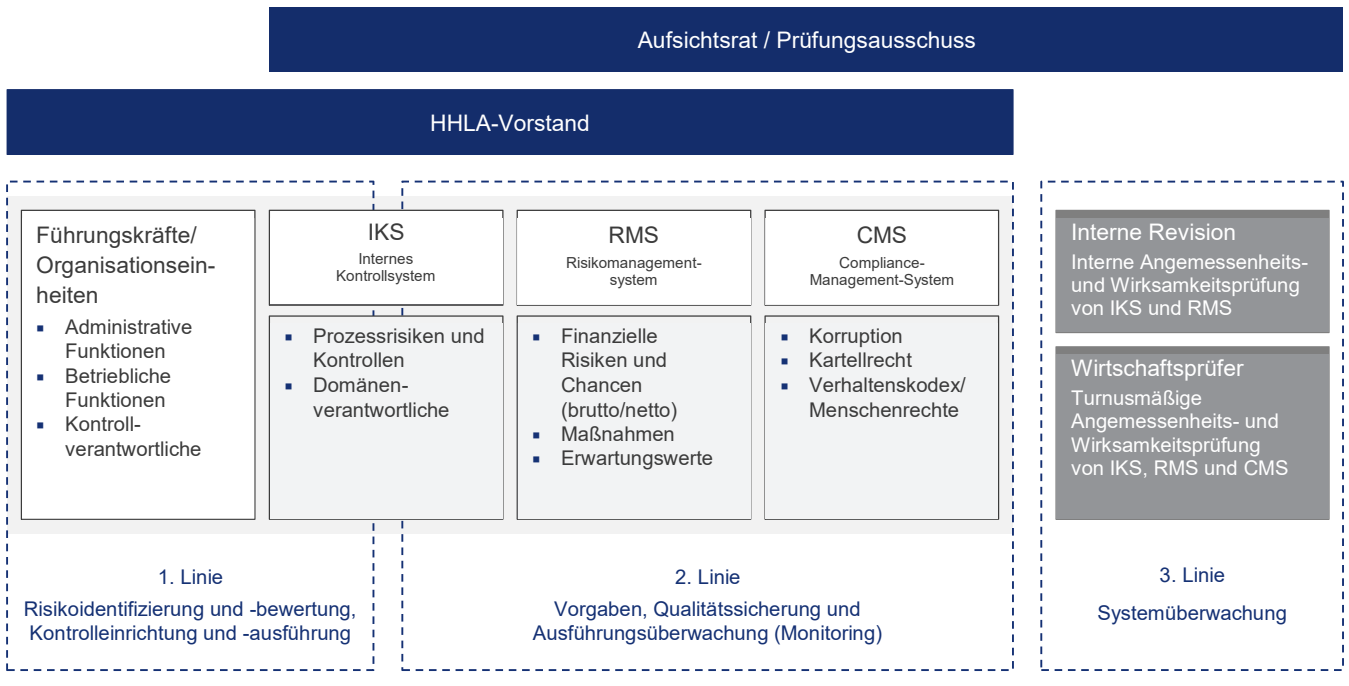 Aufsichtsrat / Prüfungsausschuss
HHLA-Vorstand
Führungskräfte/
Organisationsein-
heiten
▪ Administrative
Funktionen
▪ Betriebliche
Funktionen
▪ Kontroll-
verantwortliche
IKS
Internes
Kontrollsystem
▪ Prozessrisiken und
Kontrollen
▪ Domänen-
verantwortliche
RMS
Risikomanagement-
system
▪ Finanzielle
Risiken und
Chancen
(brutto/netto)
▪ Maßnahmen
▪ Erwartungswerte
CMS
Compliance-
Management-System
▪ Korruption
▪ Kartellrecht
▪ Verhaltenskodex/
Menschenrechte
Interne Revision
Interne Angemessenheits-
und Wirksamkeitsprüfung
von IKS und RMS
Wirtschaftsprüfer
Turnusmäßige
Angemessenheits- und
Wirksamkeitsprüfung
von IKS, RMS und CMS
1. Linie
Risikoidentifizierung und -bewertung,
Kontrolleinrichtung und -ausführung
2. Linie
Vorgaben, Qualitätssicherung und
Ausführungsüberwachung (Monitoring)
3. Linie
Systemüberwachung